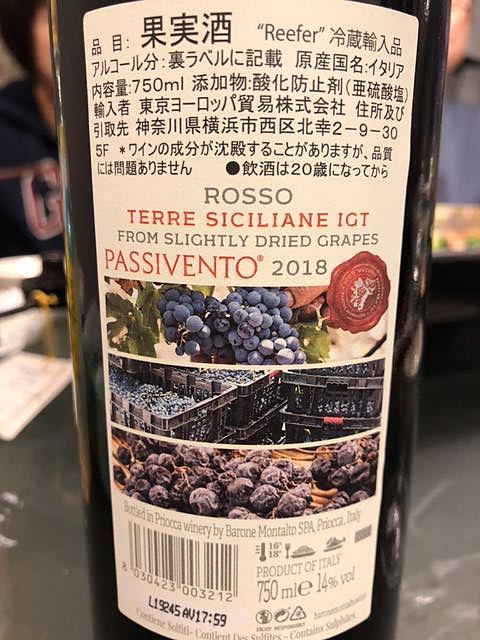 品 目: 果実酒 “Reefer”冷蔵輸入品
アルコール分:裏ラベルに記載 原産国名:イタリア
内容量:750ml 添加物:酸化防止剤(亜硫酸塩)
輸入者 東京ヨーロッパ貿易株式会社 住所及び
引取先 神奈川県横浜市西区北幸2-9-30
5F *ワインの成分が沈殿することがありますが、品質
には問題ありません ●飲酒は20歳になってから
ROSSO
TERRE SICILIANE IGT
FROM SLIGHTLY DRIED GRAPES
PASSIVENTO® 2018
Bottled in Priocca winery by Barone Montalto SPA, Priocca, Italy
16°
18°
PRODUCT OF ITALY
750 ml e 14% vol
8 030423 003212
L19245 AV17:59
ENJOY RESPONSIBLY
Contiene Solfiti - Contient Des Sulfites - Contains Sulphites